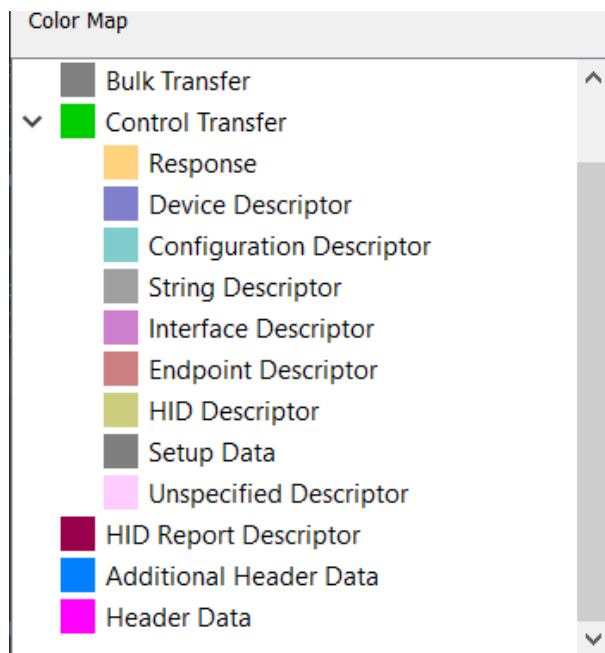 Color Map
Bulk Transfer
Control Transfer
Response
Device Descriptor
Configuration Descriptor
String Descriptor
Interface Descriptor
Endpoint Descriptor
HID Descriptor
Setup Data
Unspecified Descriptor
HID Report Descriptor
Additional Header Data
Header Data